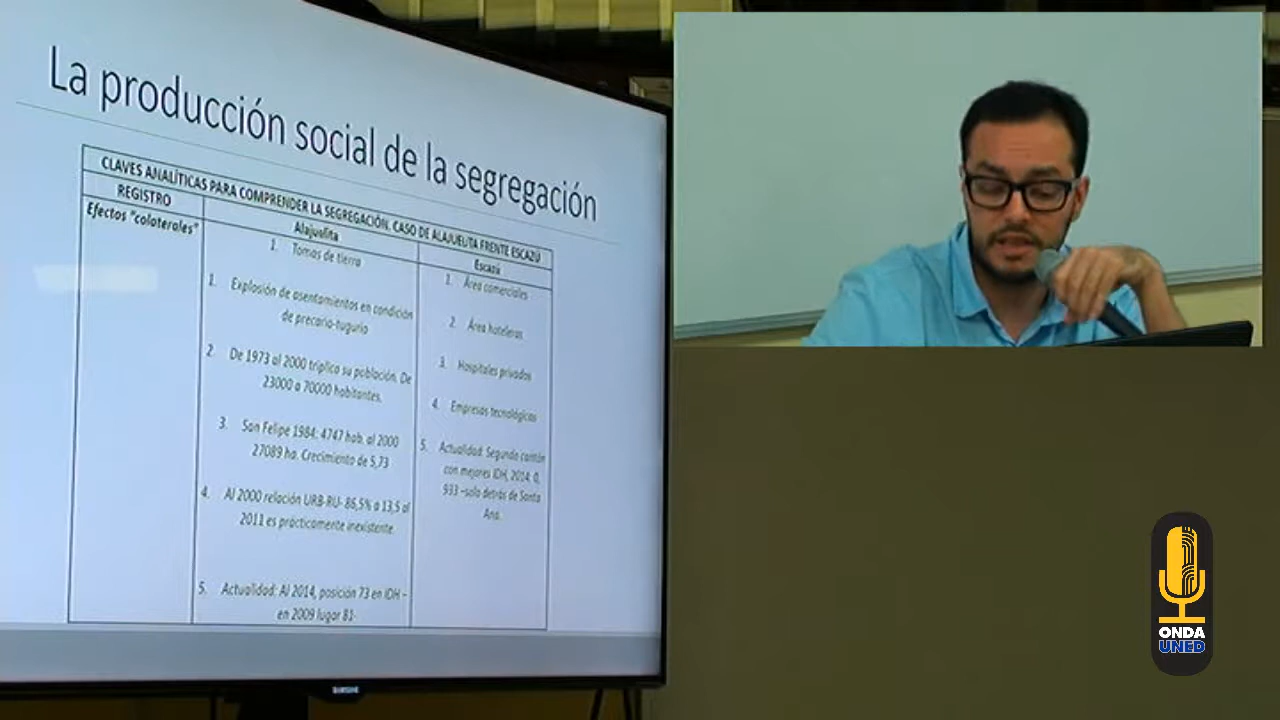 La producción social de la segregación
CLAVES ANALÍTICAS PARA COMPRENDER LA SEGREGACIÓN. CASO DE ALAJUELITA FRENTE ESCAZÚ
REGISTRO
Alajuelita
Escazú
Efectos "colaterales"
1. Tomas de tierra
1. Explosión de asentamientos en condición
de precario-tugurio
2. De 1973 al 2000 triplica su población. De
23000 a 70000 habitantes.
3. San Felipe 1984: 4747 hab. al 2000
27089 ha. Crecimiento de 5,73
4. Al 2000 relación URB-RU- 86,5% a 13,5 al
2011 es prácticamente inexistente
5. Actualidad: Al 2014, posición 73 en IDH –
en 2009 lugar 81-
1. Área comerciales
2. Área hoteleras
3. Hospitales privados
4. Empresas tecnológicas
5. Actualidad: Segundo cantón
con mejores IDH, 2014: 0,
933 –solo detrás de Santa
Ana.
SAMSUNG
ONDA
UNED